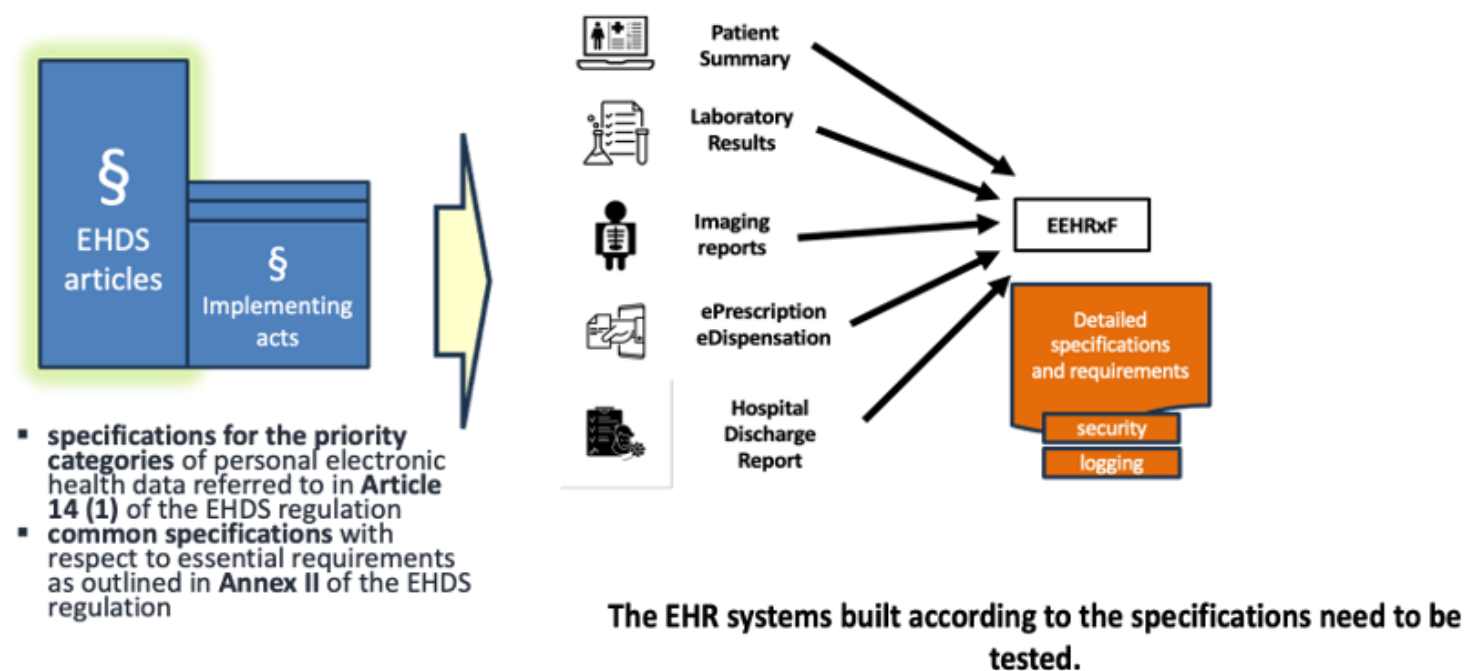 §
EHDS
articles
§
Implementing
acts
▪ specifications for the priority
categories of personal electronic
health data referred to in Article
14 (1) of the EHDS regulation
▪ common specifications with
respect to essential requirements
as outlined in Annex II of the EHDS
regulation
Patient
Summary
Laboratory
Results
Imaging
reports
ePrescription
eDispensation
Hospital
Discharge
Report
EEHRxF
Detailed
specifications
and requirements
security
logging
The EHR systems built according to the specifications need to be
tested.